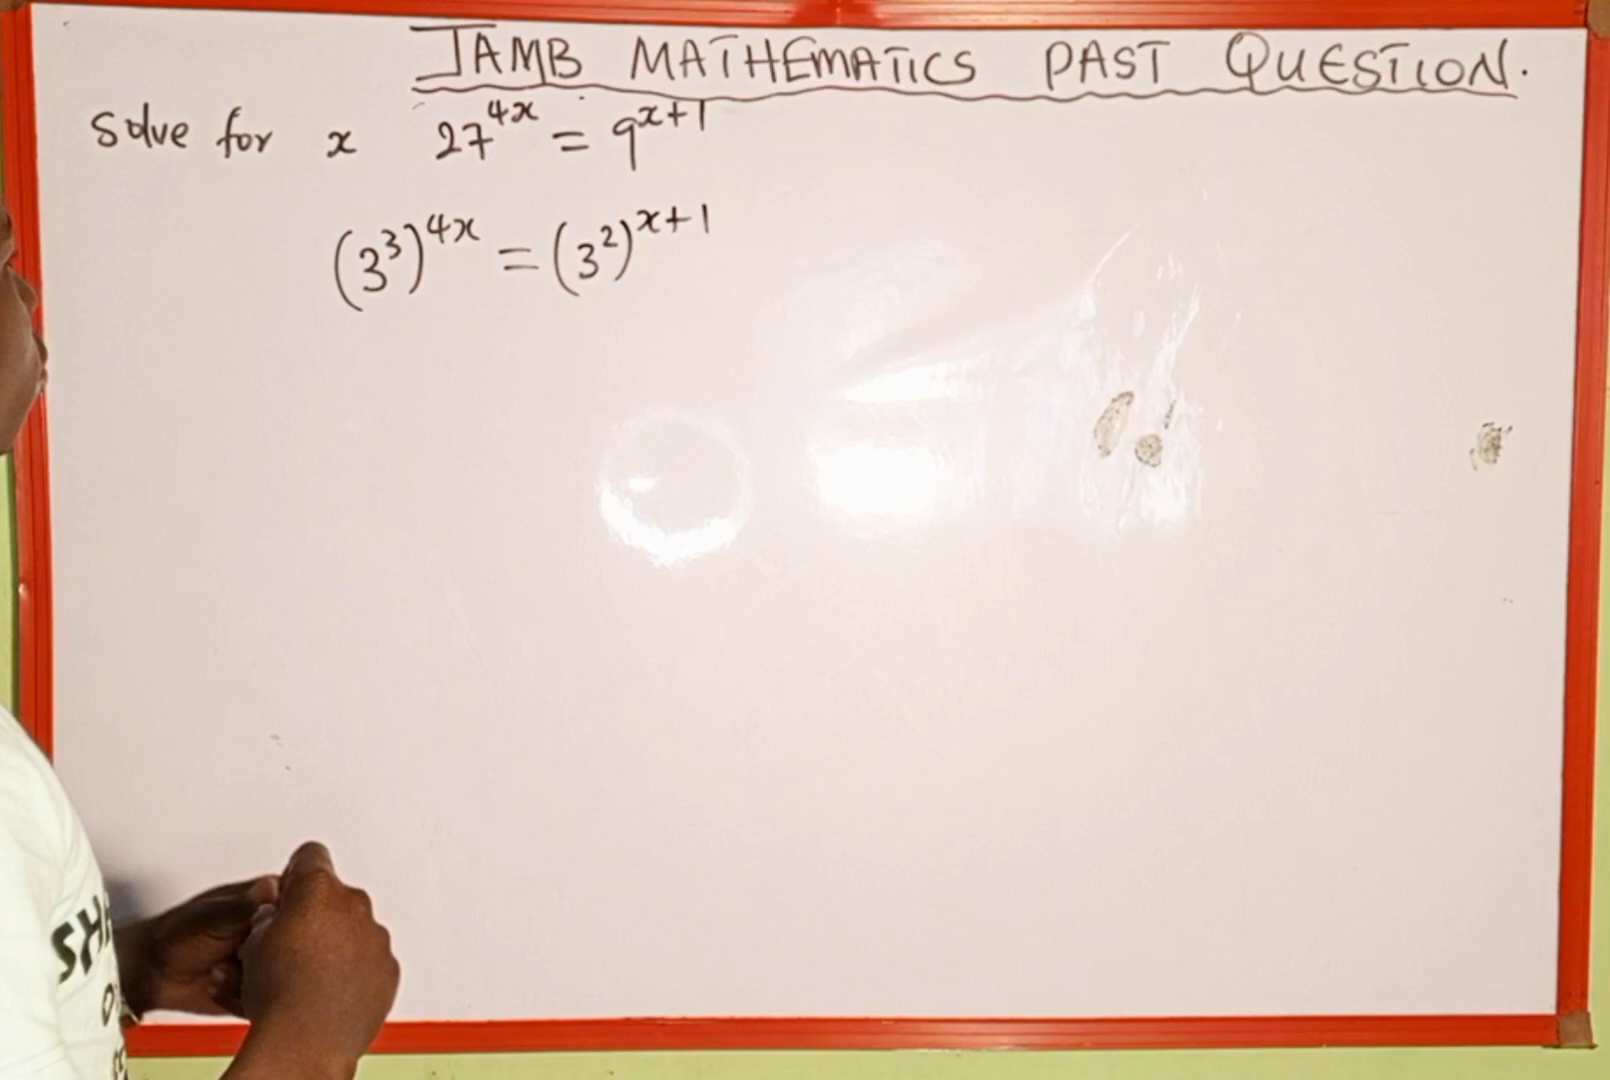 JAMB MATHEMATICS PAST QUESTION.
Solve for x 27^{4x} = 9^{x+1}
(3^3)^{4x} = (3^2)^{x+1}